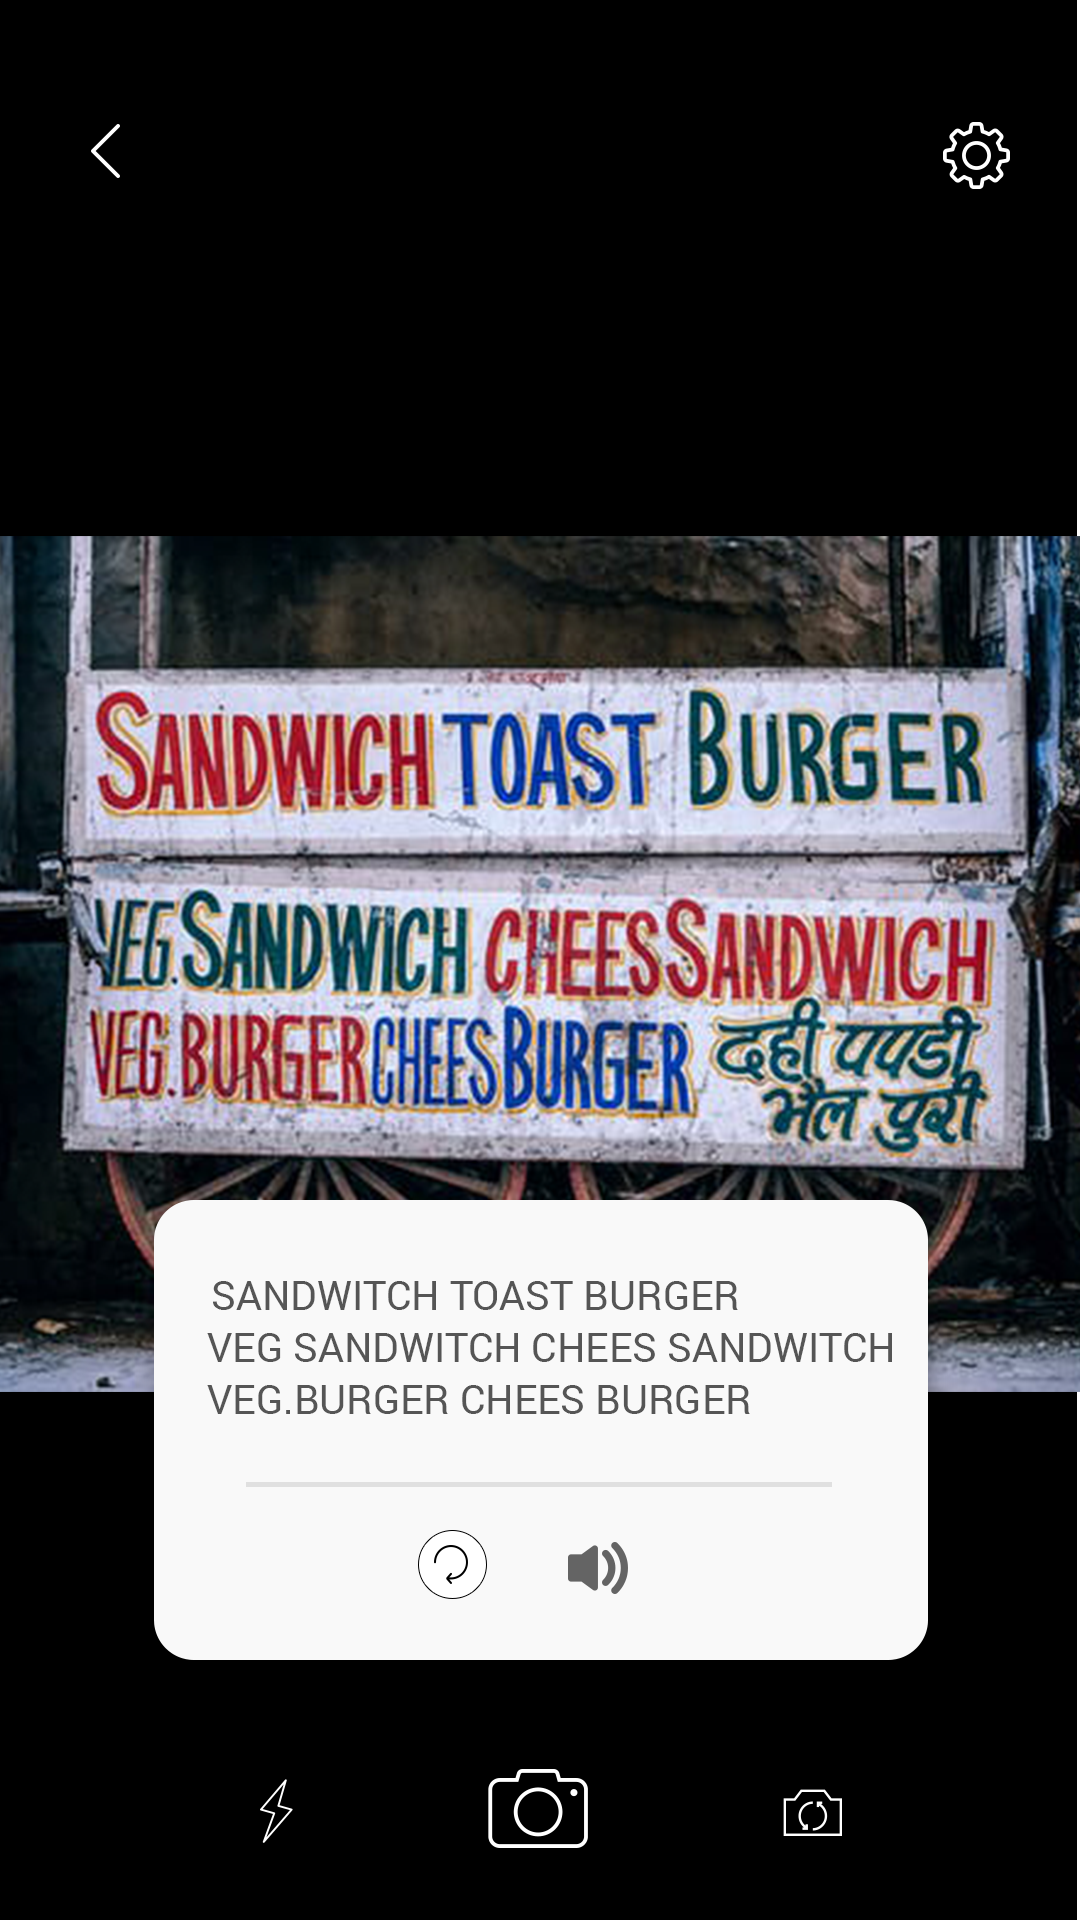 SANDWICH TOAST BURGER
VEG. SANDWICH CHEES SANDWICH
VEG. BURGER CHEES BURGER दही पपडी
भैल पुरी
SANDWITCH TOAST BURGER
VEG SANDWITCH CHEES SANDWITCH
VEG.BURGER CHEES BURGER